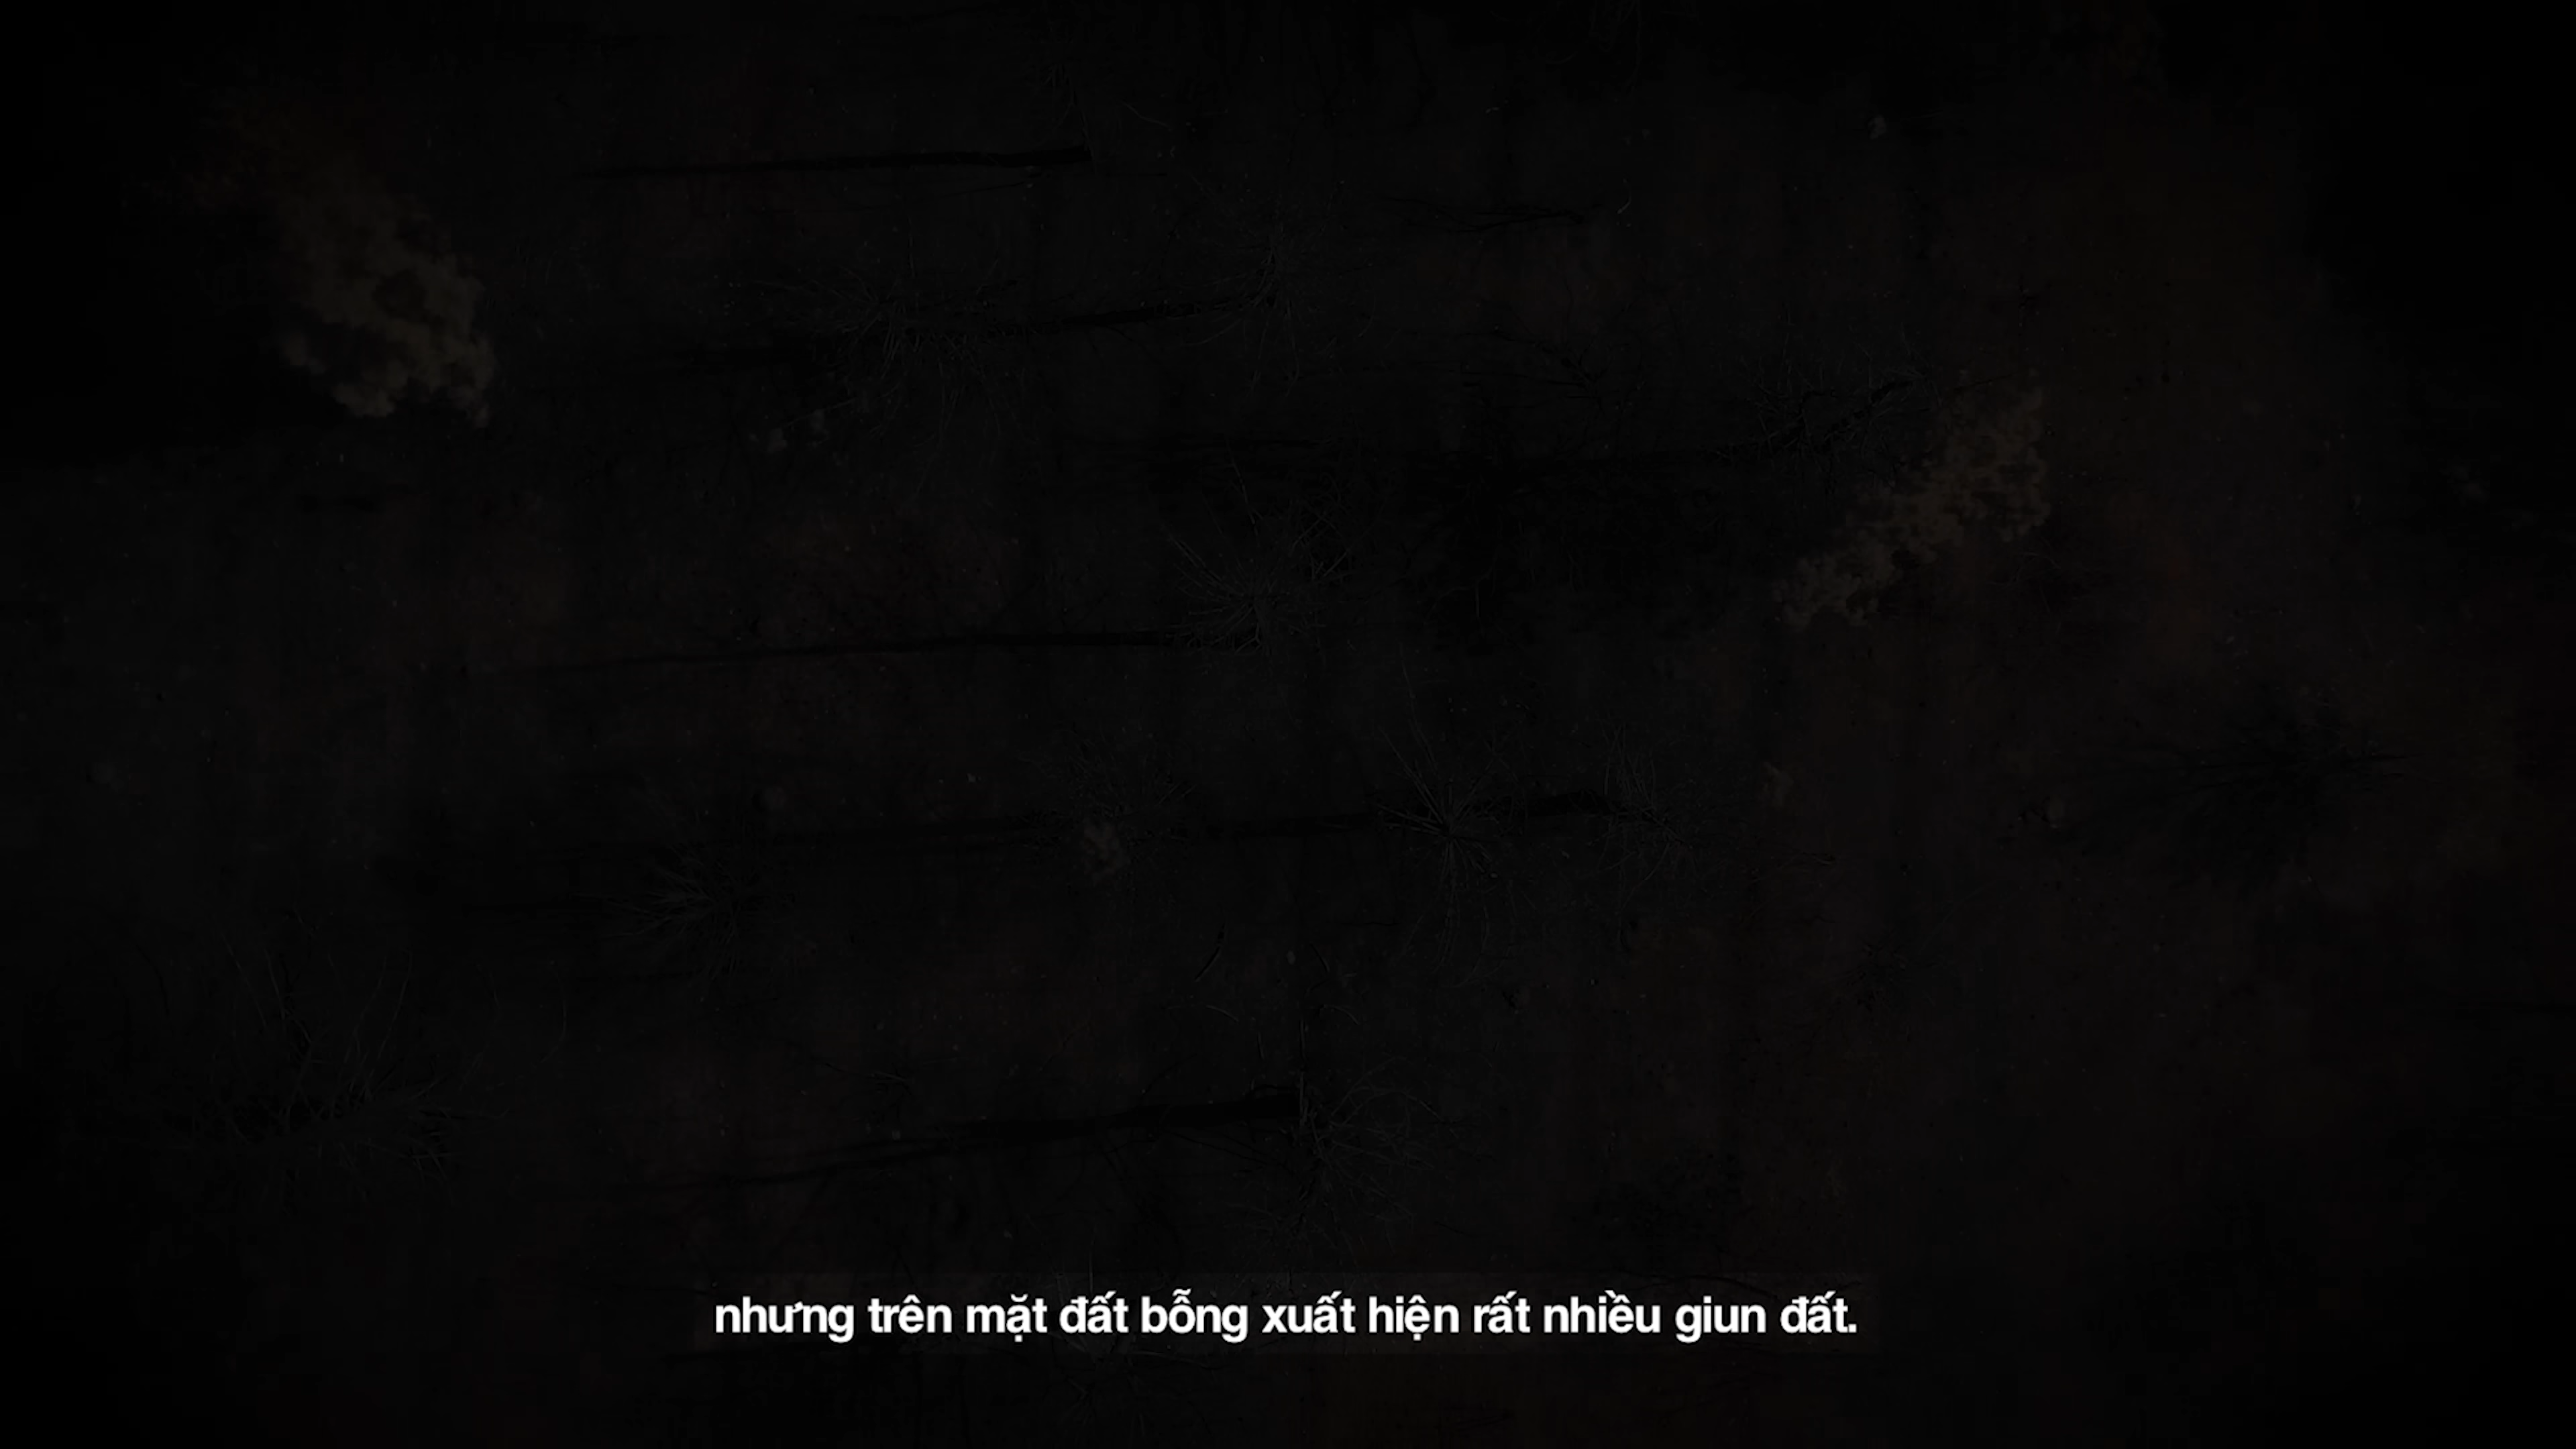 nhưng trên mặt đất bỗng xuất hiện rất nhiều giun đất.